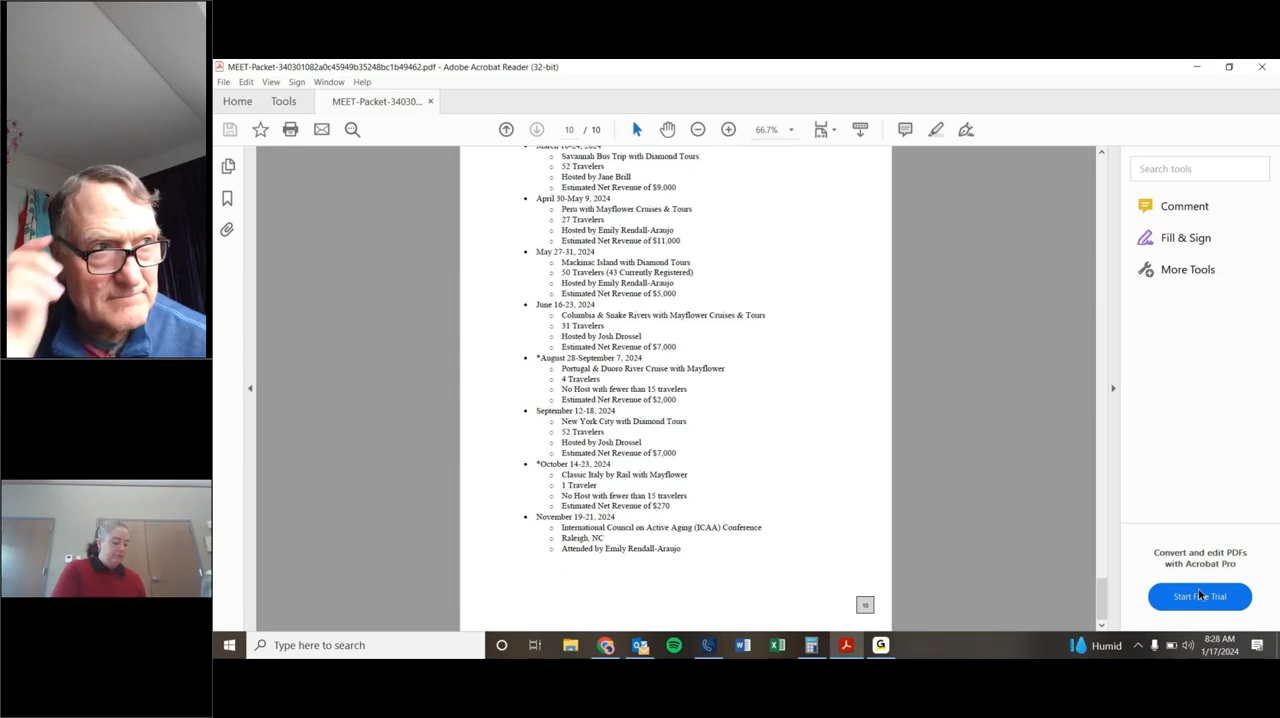 MEET-Packet-340301082a0c45949b35248bc1b49462.pdf - Adobe Acrobat Reader (32-bit)
File Edit View Sign Window Help
Home Tools MEET-Packet-34030... ×
10 / 10 66.7%
Savannah Bus Trip with Diamond Tours
52 Travelers
Hosted by Jane Brill
Estimated Net Revenue of $9,000
April 30-May 9, 2024
Peru with Mayflower Cruises & Tours
27 Travelers
Hosted by Emily Rendall-Araujo
Estimated Net Revenue of $11,000
May 27-31, 2024
Mackinac Island with Diamond Tours
50 Travelers (43 Currently Registered)
Hosted by Emily Rendall-Araujo
Estimated Net Revenue of $5,000
June 16-23, 2024
Columbia & Snake Rivers with Mayflower Cruises & Tours
31 Travelers
Hosted by Josh Drossel
Estimated Net Revenue of $7,000
*August 28-September 7, 2024
Portugal & Duoro River Cruise with Mayflower
4 Travelers
No Host with fewer than 15 travelers
Estimated Net Revenue of $2,000
September 12-18, 2024
New York City with Diamond Tours
52 Travelers
Hosted by Josh Drossel
Estimated Net Revenue of $7,000
*October 14-23, 2024
Classic Italy by Rail with Mayflower
1 Traveler
No Host with fewer than 15 travelers
Estimated Net Revenue of $270
November 19-21, 2024
International Council on Active Aging (ICAA) Conference
Raleigh, NC
Attended by Emily Rendall-Araujo
10
Search tools
Comment
Fill & Sign
More Tools
Convert and edit PDFs
with Acrobat Pro
Start Free Trial
Type here to search
Humid
8:28 AM
1/17/2024